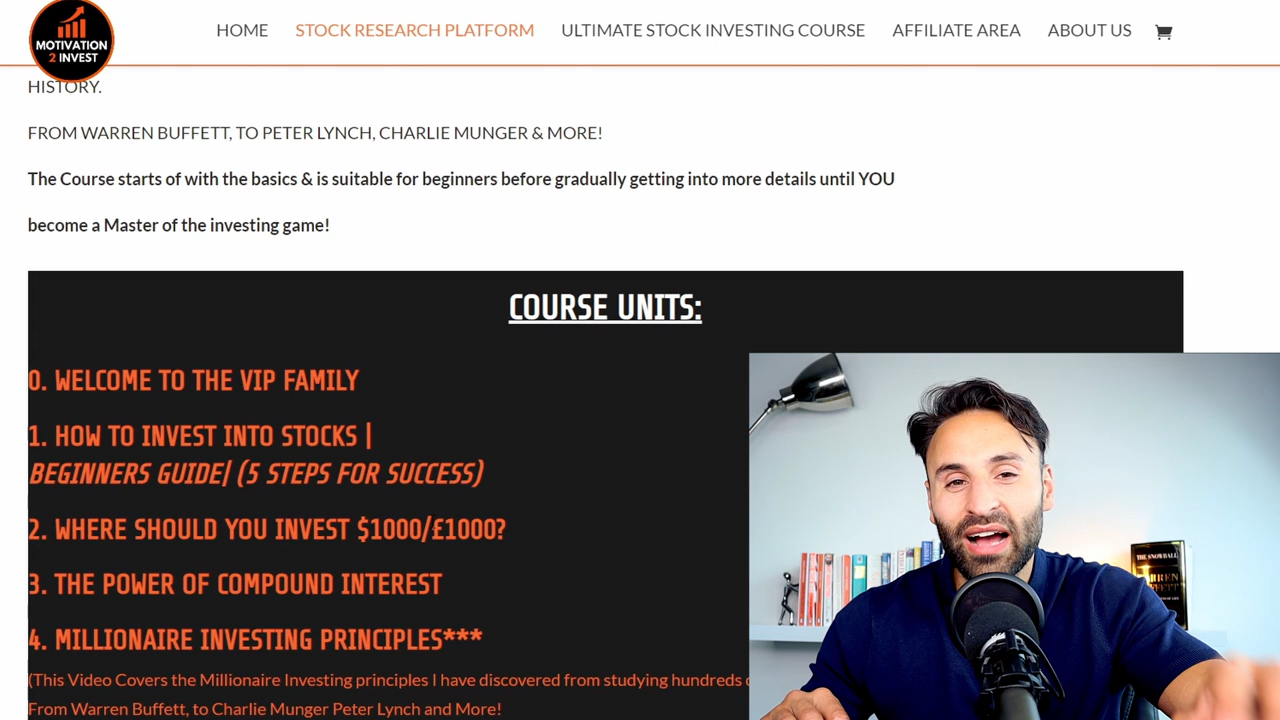 MOTIVATION
2 INVEST
HOME STOCK RESEARCH PLATFORM ULTIMATE STOCK INVESTING COURSE AFFILIATE AREA ABOUT US
HISTORY.
FROM WARREN BUFFETT, TO PETER LYNCH, CHARLIE MUNGER & MORE!
The Course starts of with the basics & is suitable for beginners before gradually getting into more details until YOU
become a Master of the investing game!
COURSE UNITS:
0. WELCOME TO THE VIP FAMILY
1. HOW TO INVEST INTO STOCKS |
BEGINNERS GUIDE| (5 STEPS FOR SUCCESS)
2. WHERE SHOULD YOU INVEST $1000/£1000?
3. THE POWER OF COMPOUND INTEREST
4. MILLIONAIRE INVESTING PRINCIPLES***
(This Video Covers the Millionaire Investing principles I have discovered from studying hundreds
From Warren Buffett, to Charlie Munger Peter Lynch and More!
THE SNOWBALL